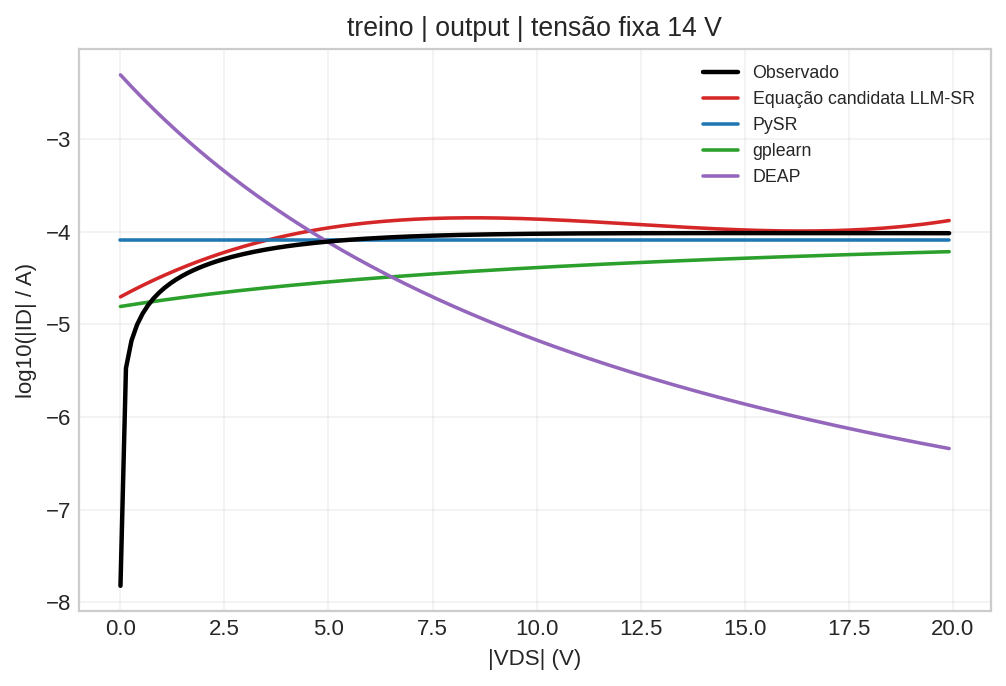 treino | output | tensão fixa 14 V
Observado
Equação candidata LLM-SR
PySR
gplearn
DEAP
log10(|ID| / A)
−3
−4
−5
−6
−7
−8
0.0 2.5 5.0 7.5 10.0 12.5 15.0 17.5 20.0
|VDS| (V)